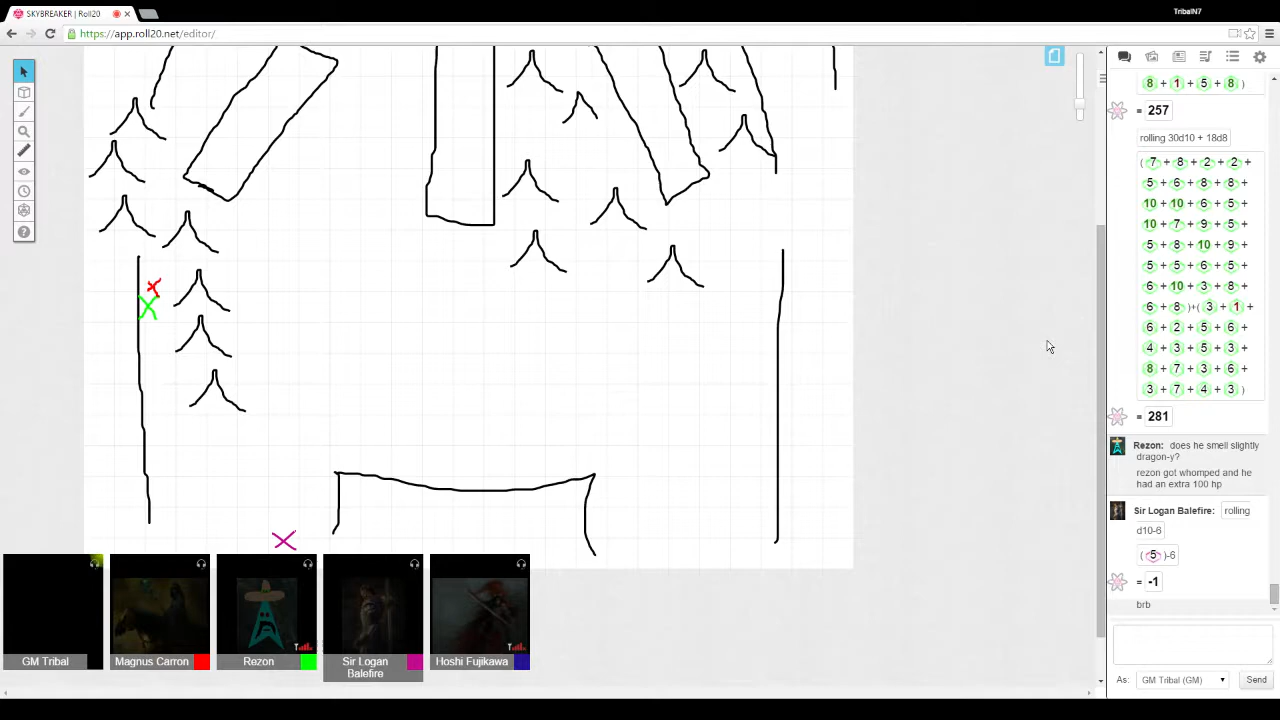 TribalN7
SKYBREAKER | Roll20
https://app.roll20.net/editor/
8 + 1 + 5 + 8 )
= 257
rolling 30d10 + 18d8
( 7 + 8 + 2 + 2 +
5 + 6 + 8 + 8 +
10 + 10 + 6 + 5 +
10 + 7 + 9 + 5 +
5 + 8 + 10 + 9 +
5 + 5 + 6 + 5 +
6 + 10 + 3 + 8 +
6 + 8 )+( 3 + 1 +
6 + 2 + 5 + 6 +
4 + 3 + 5 + 3 +
8 + 7 + 3 + 6 +
3 + 7 + 4 + 3 )
= 281
Rezon: does he smell slightly
dragon-y?
rezon got whomped and he
had an extra 100 hp
Sir Logan Balefire: rolling
d10-6
( 5 )-6
= -1
brb
GM Tribal
Magnus Carron
Rezon
Sir Logan
Balefire
Hoshi Fujikawa
As: GM Tribal (GM) Send